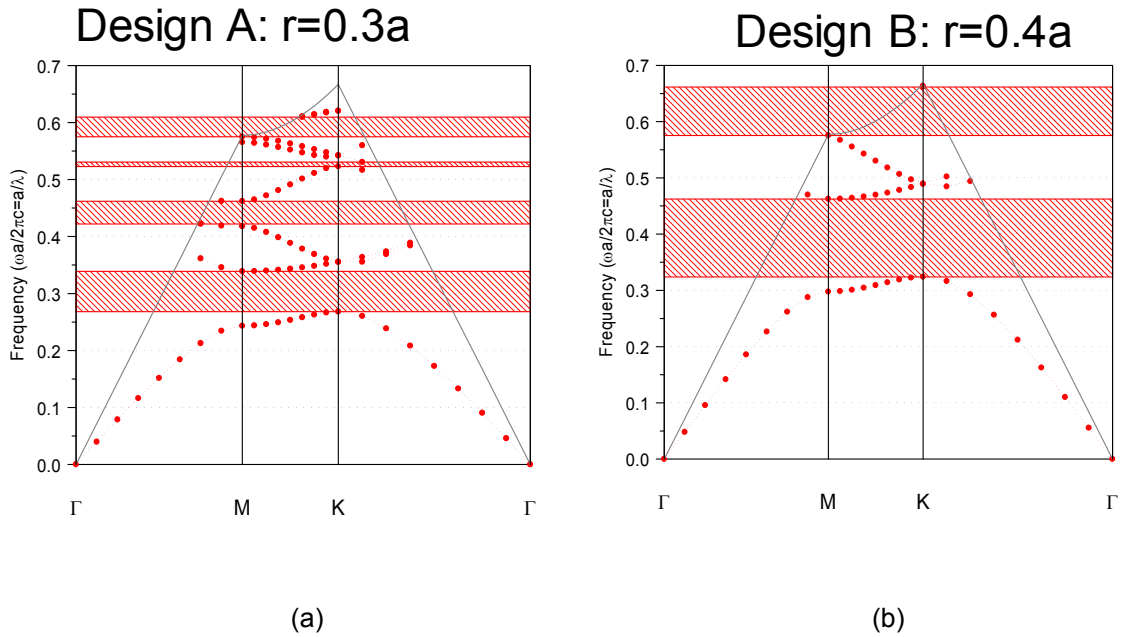 Design A: r=0.3a
Design B: r=0.4a
Frequency (ωa/2πc=a/λ)
0.7
0.6
0.5
0.4
0.3
0.2
0.1
0.0
Γ M K Γ
Frequency (ωa/2πc=a/λ)
0.7
0.6
0.5
0.4
0.3
0.2
0.1
0.0
Γ M K Γ
(a)
(b)